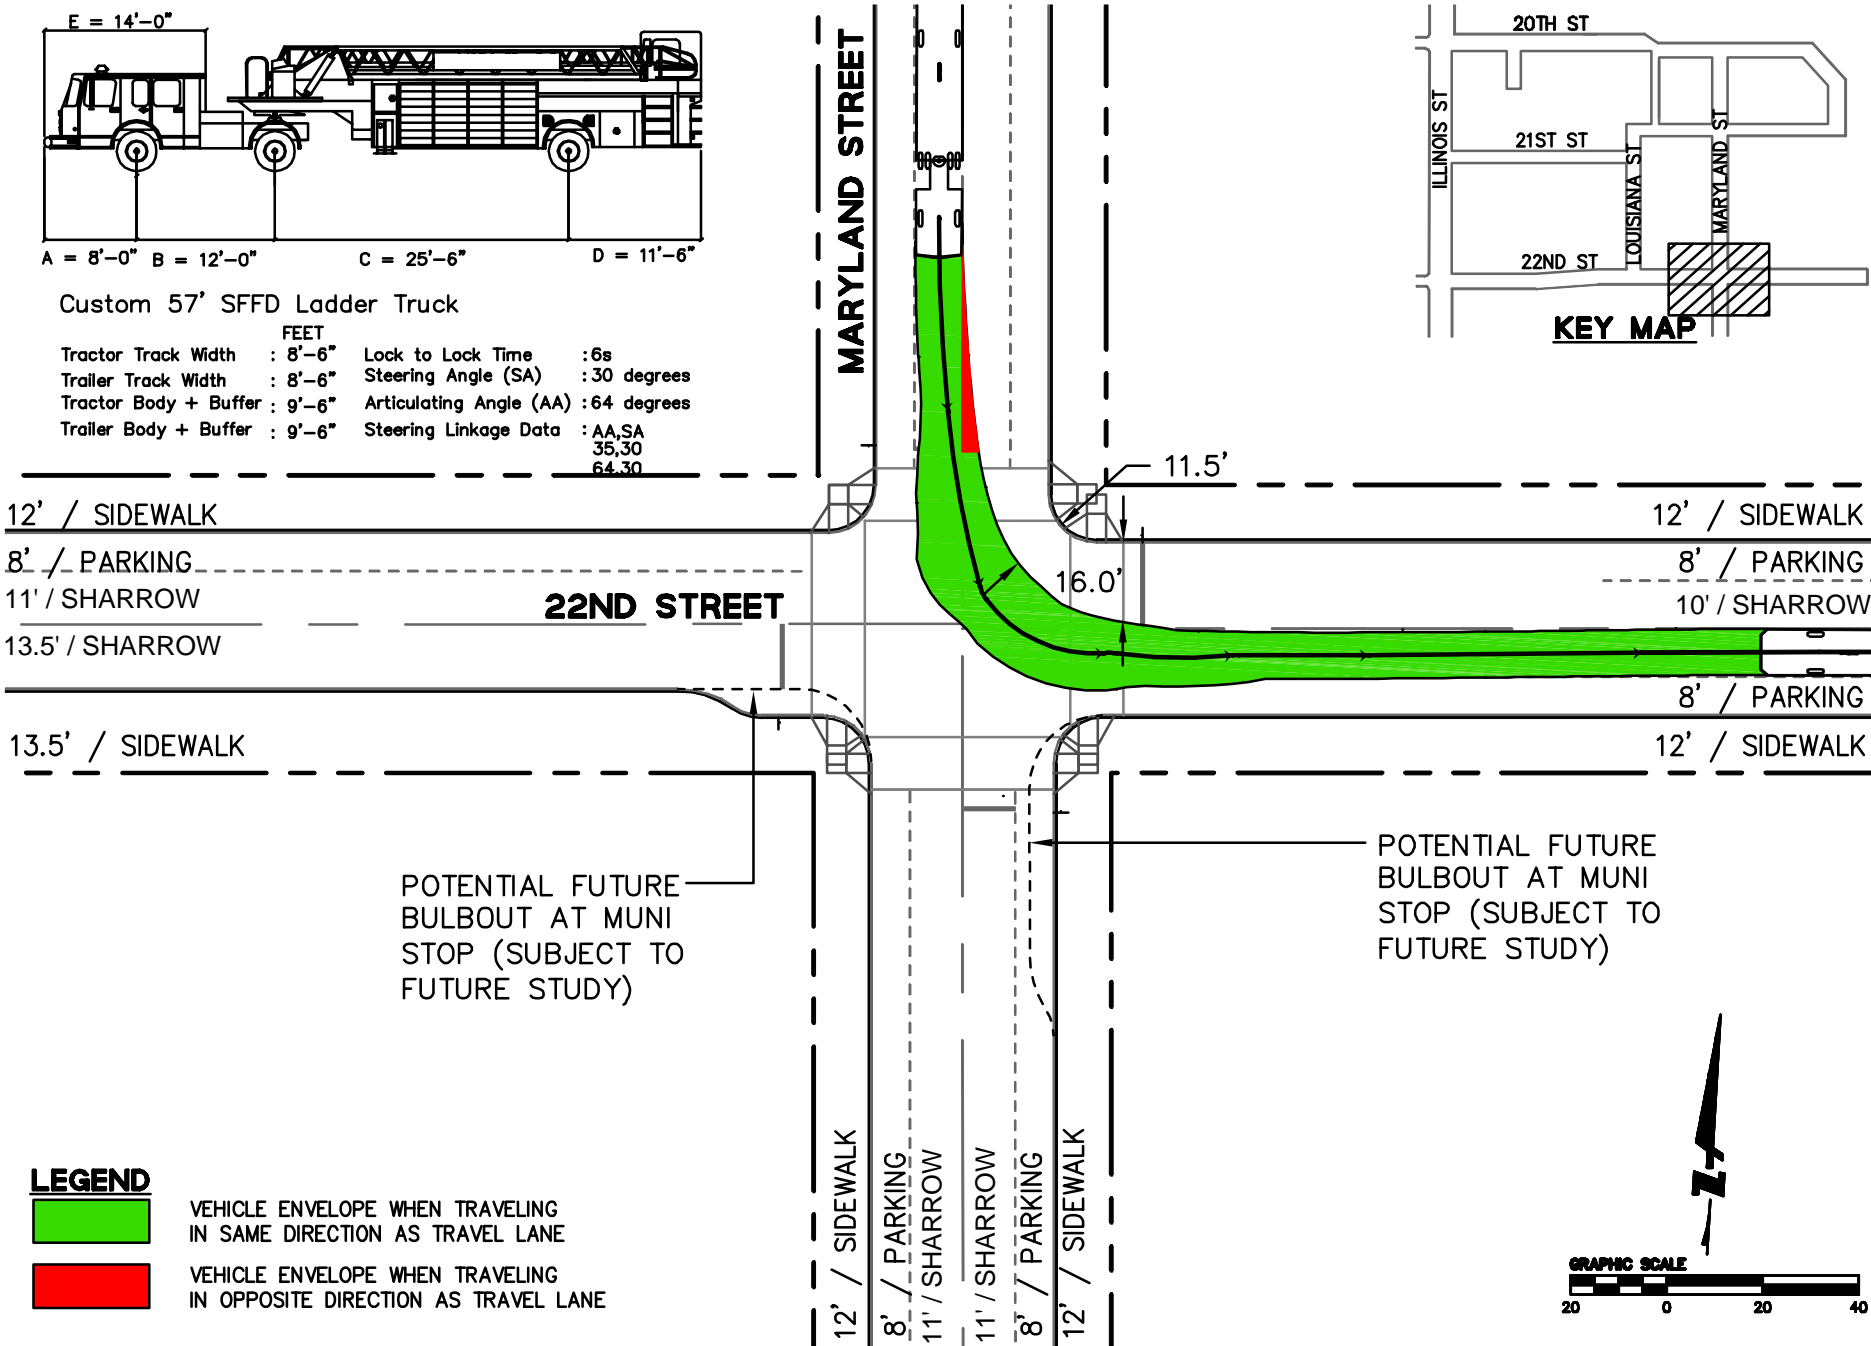 E = 14'-0"
A = 8'-0" B = 12'-0" C = 25'-6" D = 11'-6"
Custom 57' SFFD Ladder Truck
FEET
Tractor Track Width : 8'-6" Lock to Lock Time : 6s
Trailer Track Width : 8'-6" Steering Angle (SA) : 30 degrees
Tractor Body + Buffer : 9'-6" Articulating Angle (AA) : 64 degrees
Trailer Body + Buffer : 9'-6" Steering Linkage Data : AA,SA
35,30
64,30
MARYLAND STREET
20TH ST
ILLINOIS ST
21ST ST
LOUISIANA ST
MARYLAND ST
22ND ST
KEY MAP
11.5'
12' / SIDEWALK
8' / PARKING
11' / SHARROW
13.5' / SHARROW
13.5' / SIDEWALK
22ND STREET
16.0'
12' / SIDEWALK
8' / PARKING
10' / SHARROW
8' / PARKING
12' / SIDEWALK
POTENTIAL FUTURE
BULBOUT AT MUNI
STOP (SUBJECT TO
FUTURE STUDY)
POTENTIAL FUTURE
BULBOUT AT MUNI
STOP (SUBJECT TO
FUTURE STUDY)
12' / SIDEWALK
8' / PARKING
11' / SHARROW
11' / SHARROW
8' / PARKING
12' / SIDEWALK
LEGEND
VEHICLE ENVELOPE WHEN TRAVELING
IN SAME DIRECTION AS TRAVEL LANE
VEHICLE ENVELOPE WHEN TRAVELING
IN OPPOSITE DIRECTION AS TRAVEL LANE
N
GRAPHIC SCALE
20 0 20 40